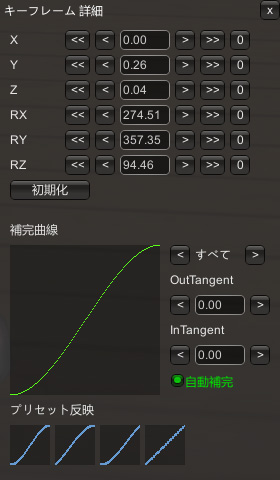 キーフレーム 詳細 x
X << < 0.00 > >> 0
Y << < 0.26 > >> 0
Z << < 0.04 > >> 0
RX << < 274.51 > >> 0
RY << < 357.35 > >> 0
RZ << < 94.46 > >> 0
初期化
補完曲線
< すべて >
OutTangent
< 0.00 >
InTangent
< 0.00 >
自動補完
プリセット反映